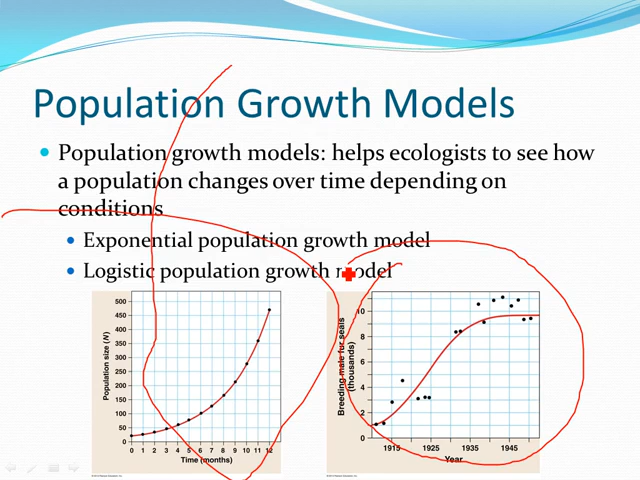 Population Growth Models
Population growth models: helps ecologists to see how
a population changes over time depending on
conditions
Exponential population growth model
Logistic population growth model
Population size (N)
500
450
400
350
300
250
200
150
100
50
0
0 1 2 3 4 5 6 7 8 9 10 11 12
Time (months)
Breeding male fur seals
(thousands)
10
8
6
4
2
0
1915 1925 1935 1945
Year